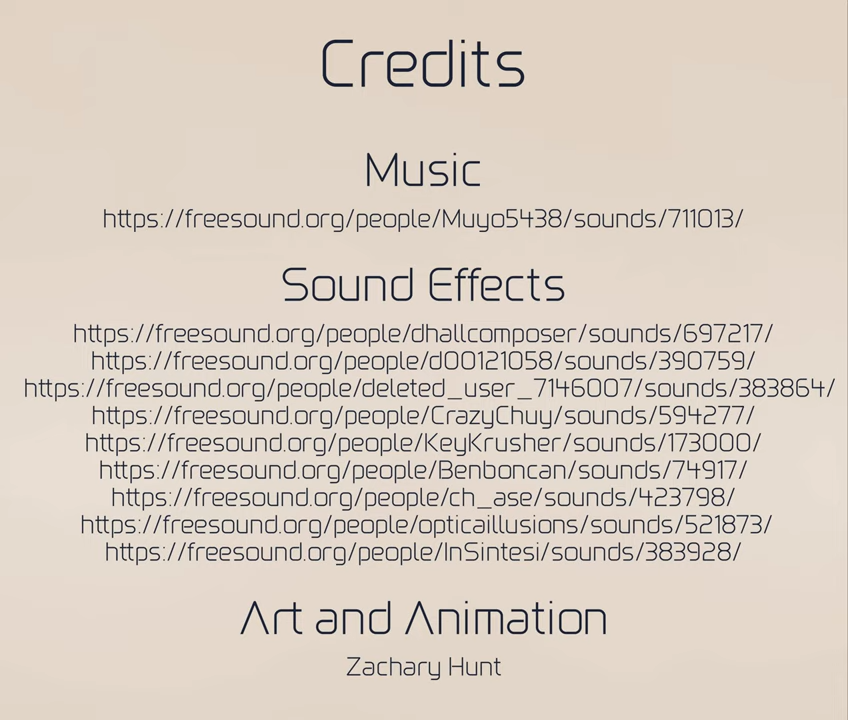 Credits
Music
https://freesound.org/people/Muyo5438/sounds/711013/
Sound Effects
https://freesound.org/people/dhallcomposer/sounds/697217/
https://freesound.org/people/d00121058/sounds/390759/
https://freesound.org/people/deleted_user_7146007/sounds/383864/
https://freesound.org/people/CrazyChuy/sounds/594277/
https://freesound.org/people/KeyKrusher/sounds/173000/
https://freesound.org/people/Benboncan/sounds/74917/
https://freesound.org/people/ch_ase/sounds/423798/
https://freesound.org/people/opticaillusions/sounds/521873/
https://freesound.org/people/InSintesi/sounds/383928/
Art and Animation
Zachary Hunt